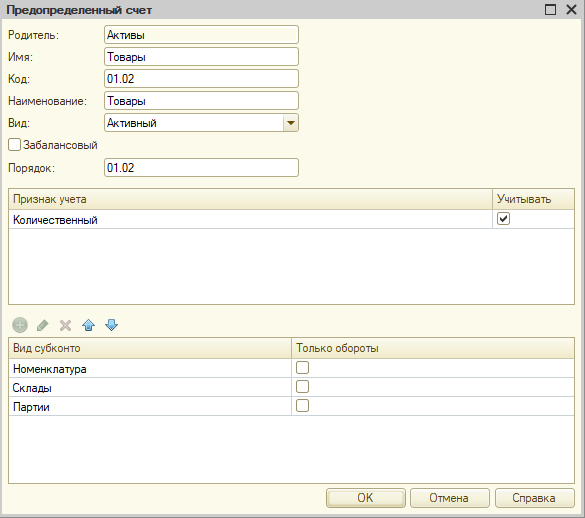 Предопределенный счет
Родитель: Активы
Имя: Товары
Код: 01.02
Наименование: Товары
Вид: Активный
Забалансовый
Порядок: 01.02
Признак учета Учитывать
Количественный
Вид субконто Только обороты
Номенклатура
Склады
Партии
OK Отмена Справка